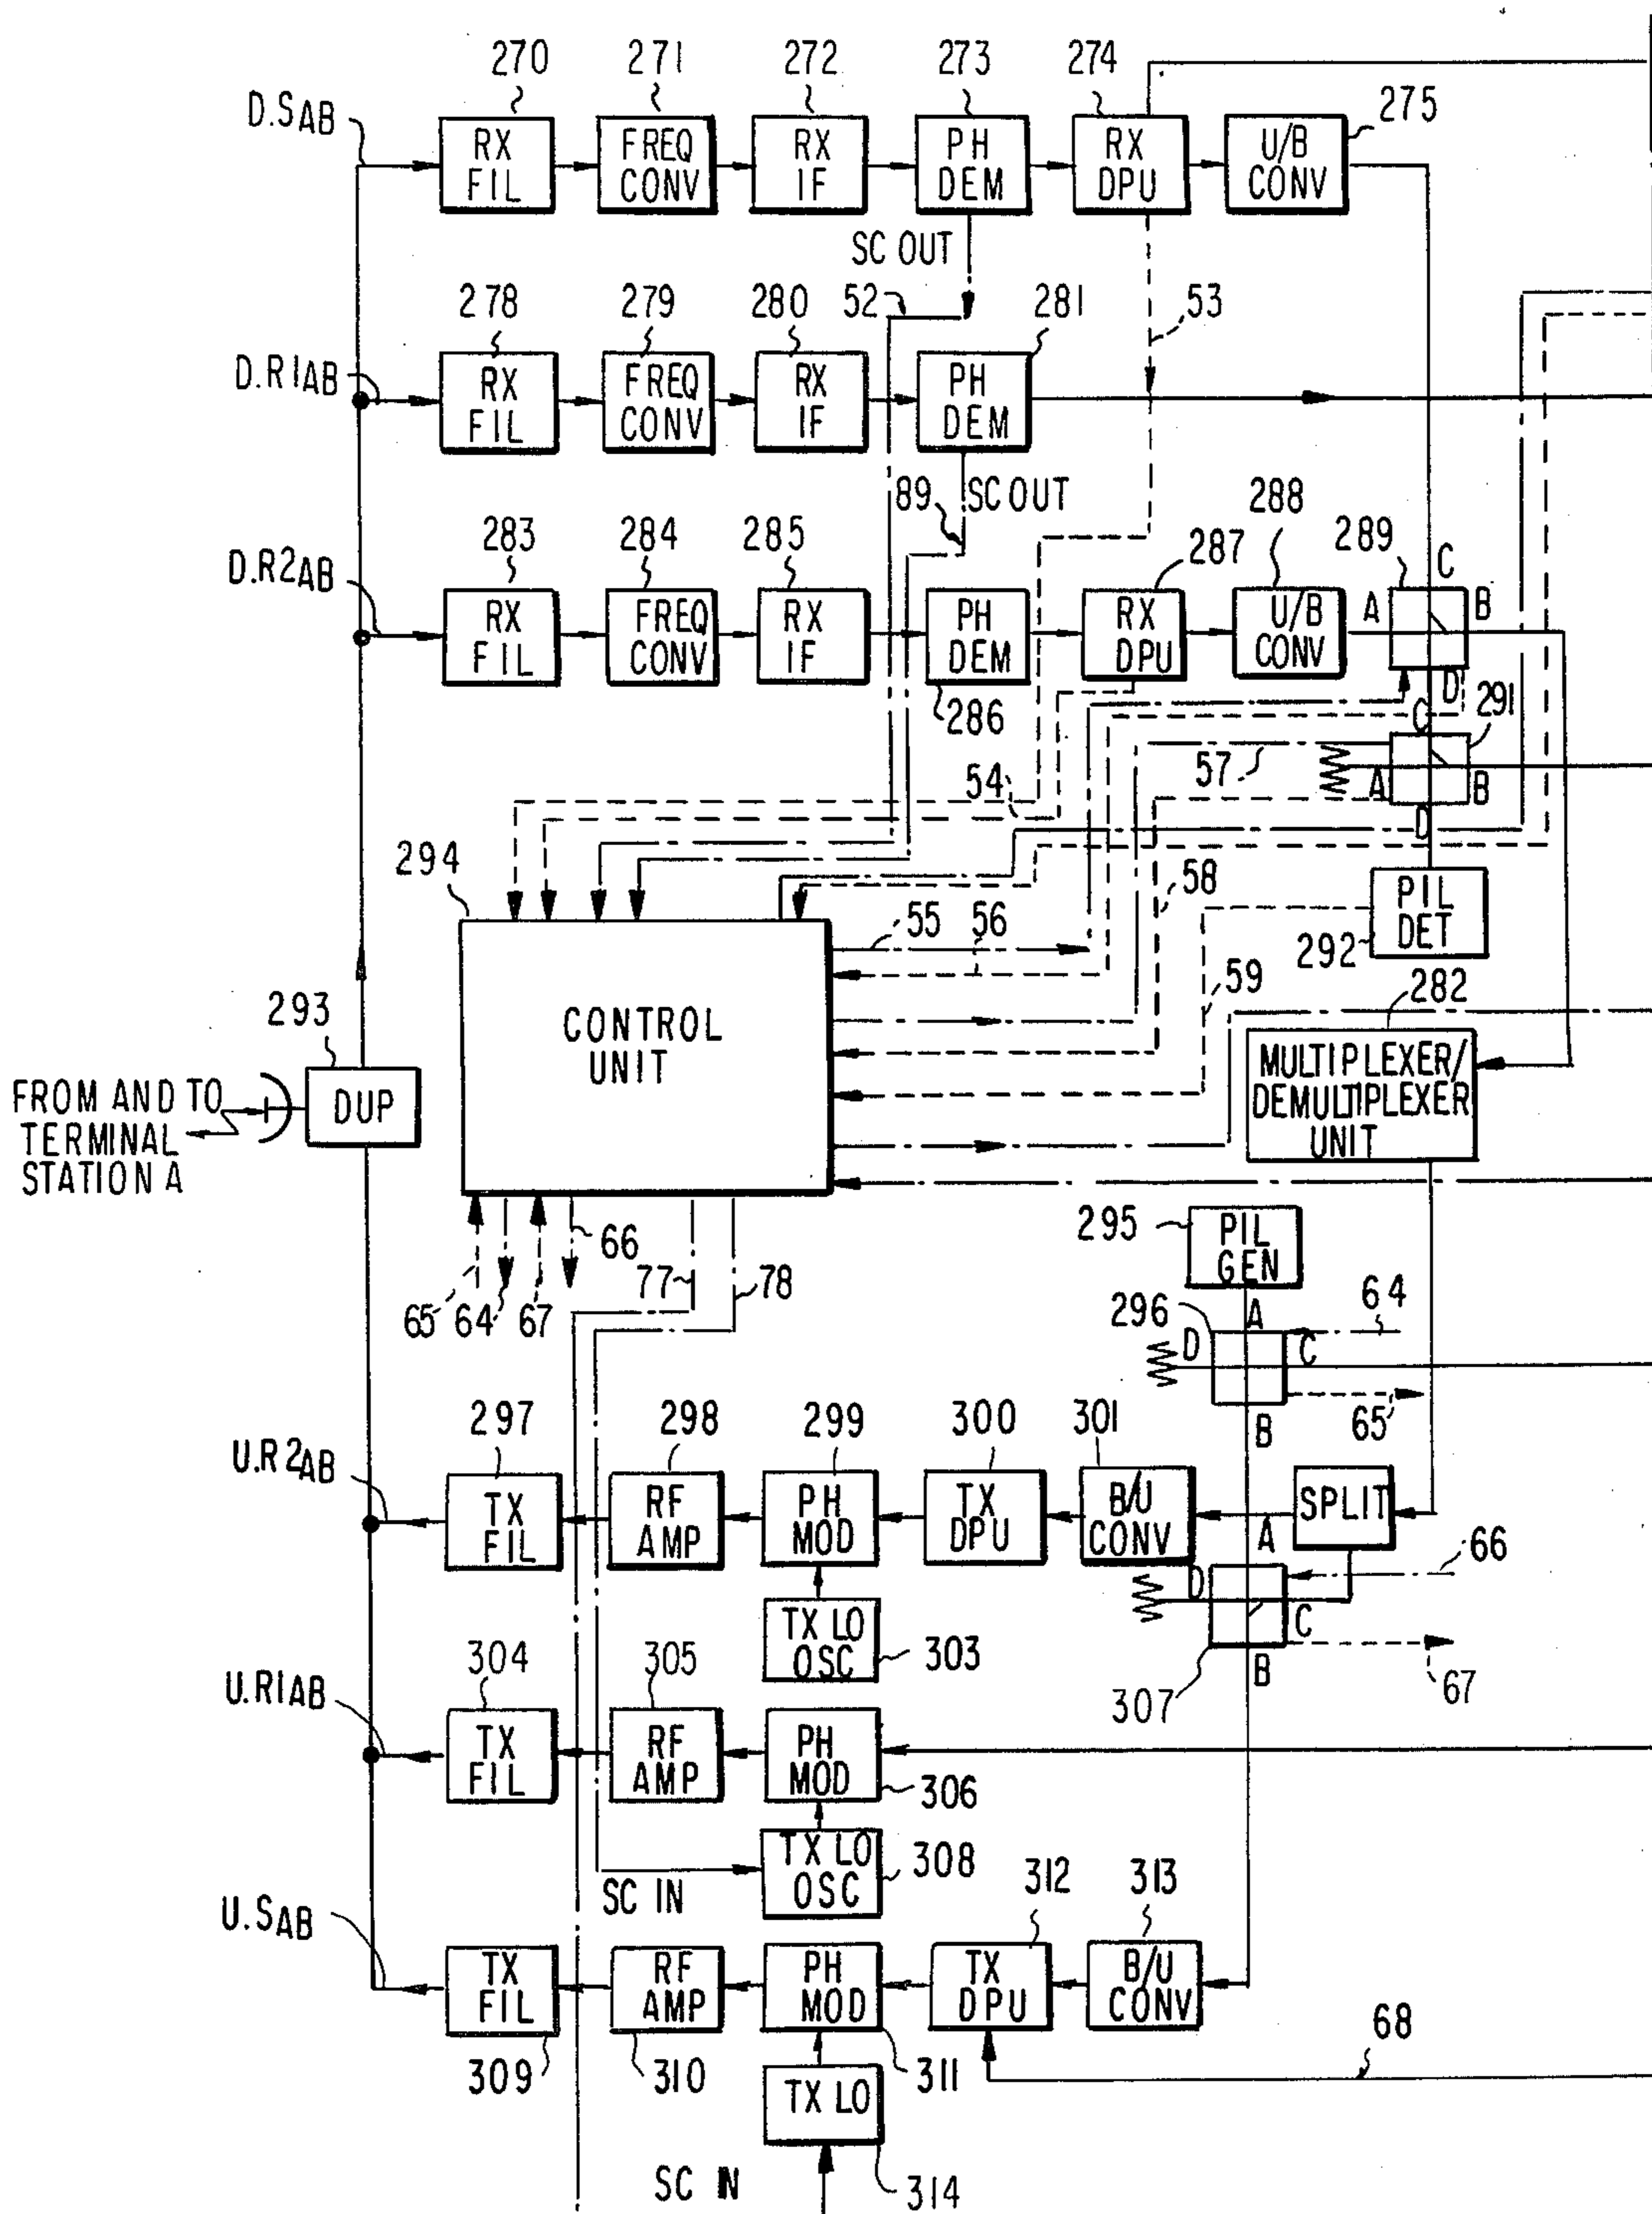 270 271 272 273 274
D.SAB
275
RX FIL
FREQ CONV
RX IF
PH DEM
RX DPU
U/B CONV
SC OUT
278 279 280 52 281 53
D.R1AB
RX FIL
FREQ CONV
RX IF
PH DEM
89 SC OUT
283 284 285 287 288 289
D.R2AB
RX FIL
FREQ CONV
RX IF
PH DEM
RX DPU
U/B CONV
A C B D
286
C 291
57 A B
54 D
294
58
PIL DET
292
55 56
59
282
CONTROL UNIT
293
DUP
FROM AND TO
TERMINAL
STATION A
MULTIPLEXER/
DEMULTIPLEXER
UNIT
66
65 64 67 77 78
295
PIL GEN
296 A 64
D C
65
B
297 298 299 300 301
U.R2AB
TX FIL
RF AMP
PH MOD
TX DPU
B/U CONV
SPLIT
A
66
D C
TX LO OSC
303
B
67
307
304 305
U.R1AB
TX FIL
RF AMP
PH MOD
306
TX LO OSC
308
SC IN
312 313
U.SAB
TX FIL
RF AMP
PH MOD
TX DPU
B/U CONV
68
309 310 311
TX LO
SC IN
314